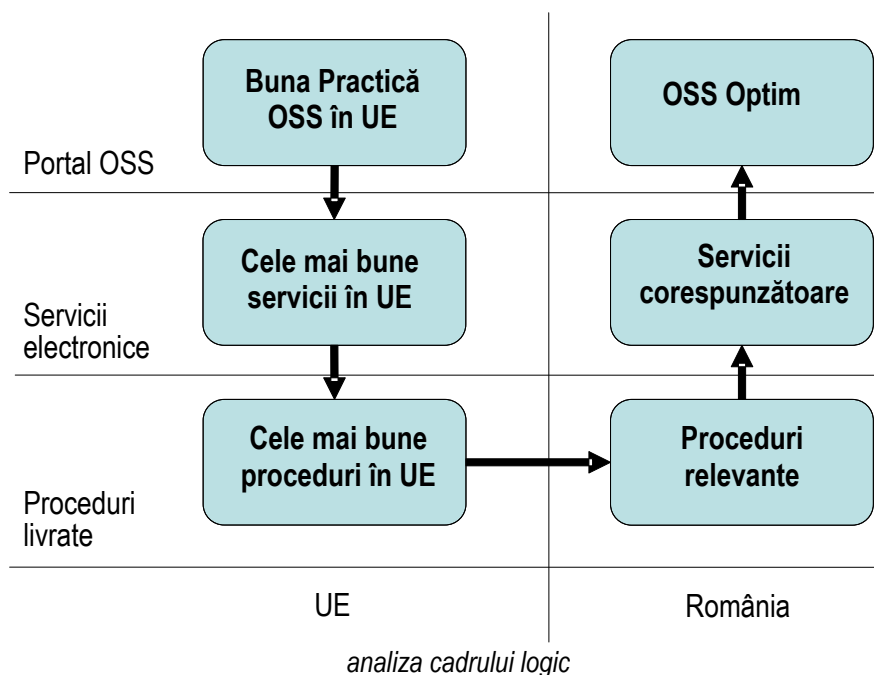 Buna Practică
OSS în UE
OSS Optim
Portal OSS
Cele mai bune
servicii în UE
Servicii
corespunzătoare
Servicii
electronice
Cele mai bune
proceduri în UE
Proceduri
relevante
Proceduri
livrate
UE
România
analiza cadrului logic